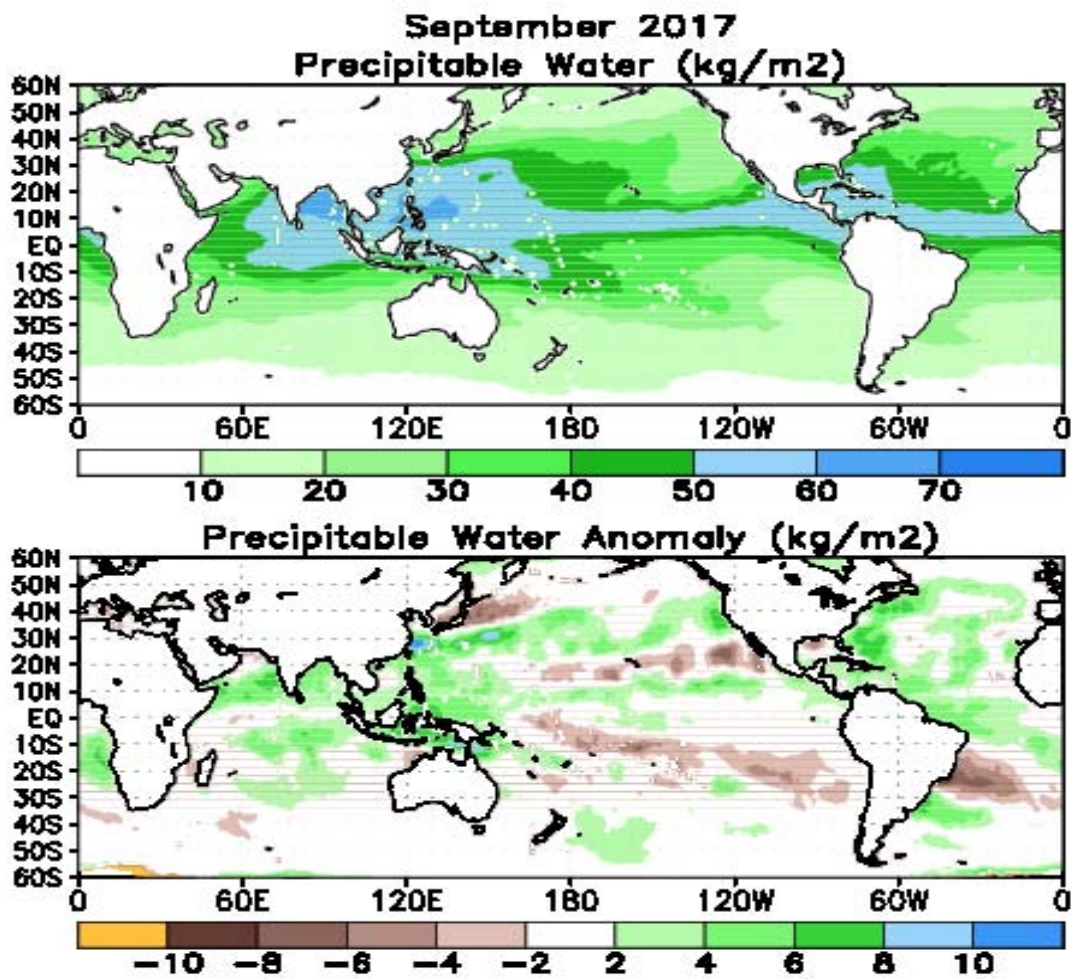 September 2017
Precipitable Water (kg/m2)
60N
50N
40N
30N
20N
10N
EQ
10S
20S
30S
40S
50S
60S
0 60E 120E 180 120W 60W 0
10 20 30 40 50 60 70
Precipitable Water Anomaly (kg/m2)
60N
50N
40N
30N
20N
10N
EQ
10S
20S
30S
40S
50S
60S
0 60E 120E 180 120W 60W 0
-10 -8 -6 -4 -2 2 4 6 8 10